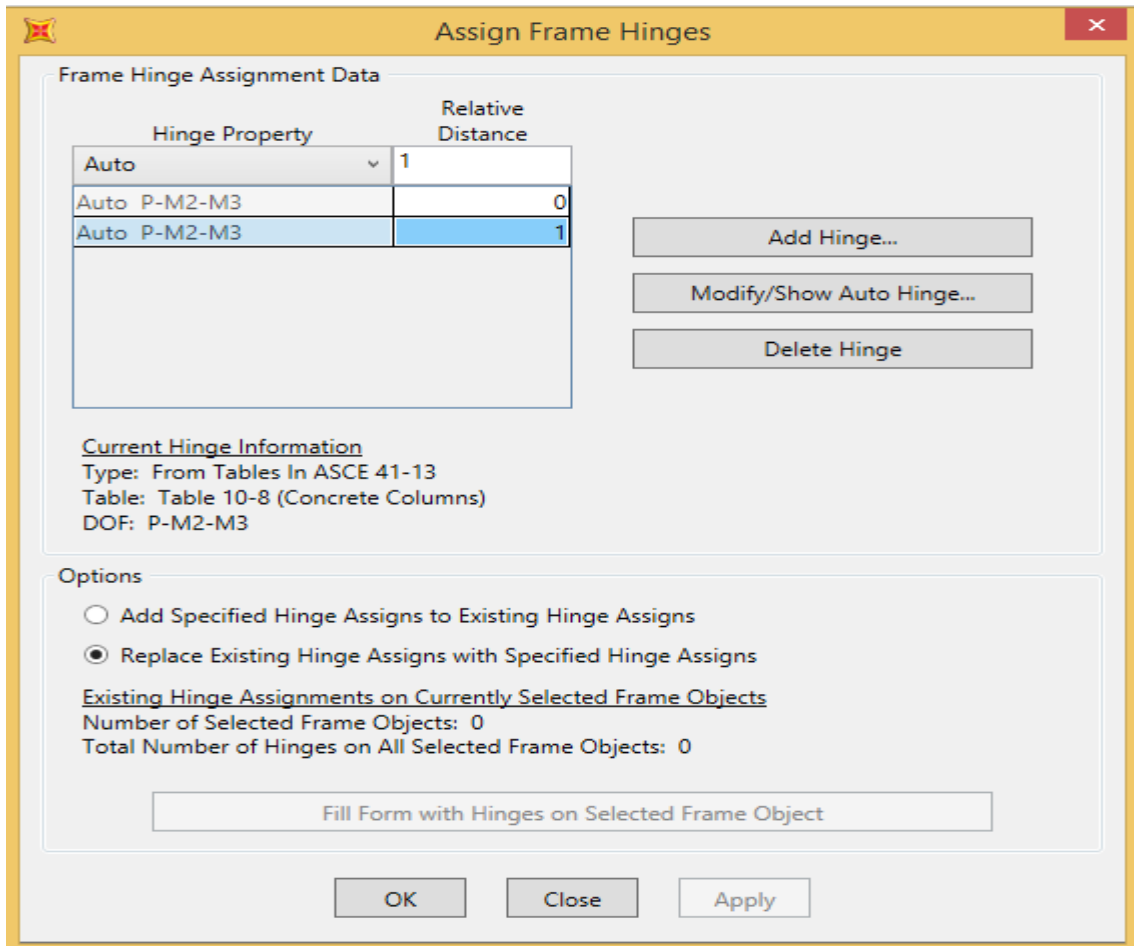 Assign Frame Hinges
Frame Hinge Assignment Data
Hinge Property
Relative
Distance
Auto 1
Auto P-M2-M3 0
Auto P-M2-M3 1
Add Hinge...
Modify/Show Auto Hinge...
Delete Hinge
Current Hinge Information
Type: From Tables In ASCE 41-13
Table: Table 10-8 (Concrete Columns)
DOF: P-M2-M3
Options
Add Specified Hinge Assigns to Existing Hinge Assigns
Replace Existing Hinge Assigns with Specified Hinge Assigns
Existing Hinge Assignments on Currently Selected Frame Objects
Number of Selected Frame Objects: 0
Total Number of Hinges on All Selected Frame Objects: 0
Fill Form with Hinges on Selected Frame Object
OK Close Apply